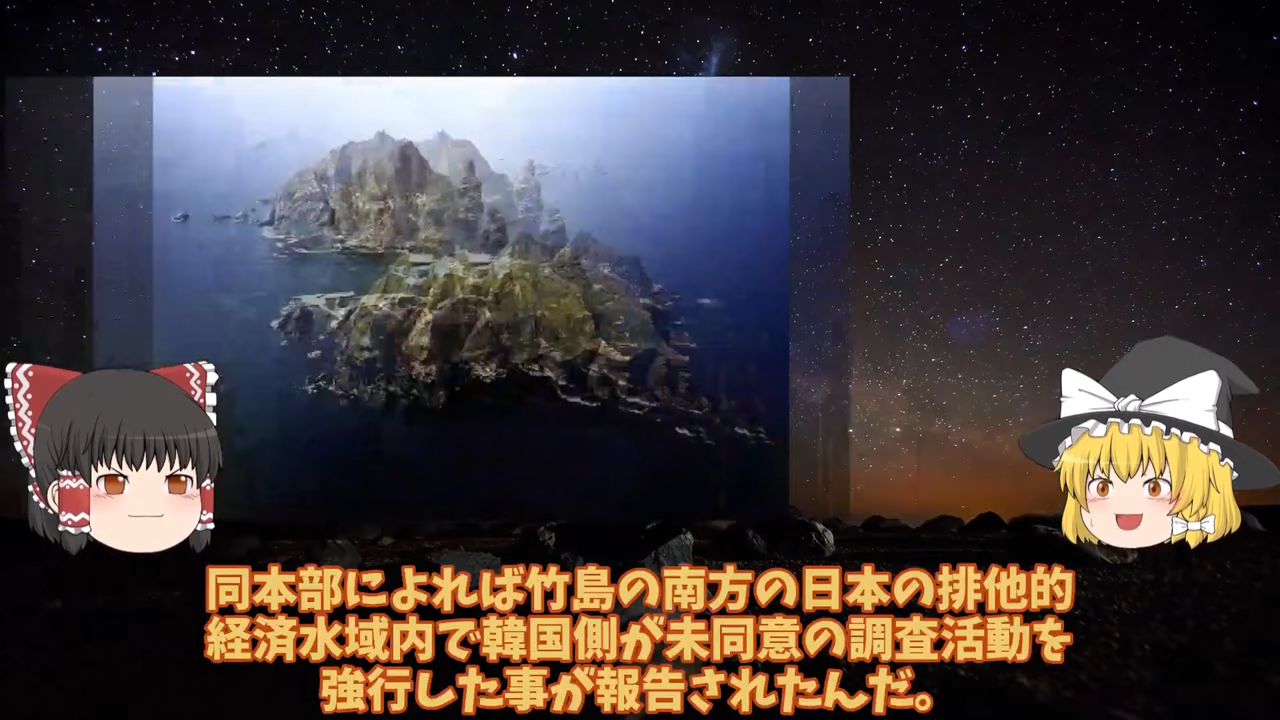 同本部によれば竹島の南方の日本の排他的
経済水域内で韓国側が未同意の調査活動を
強行した事が報告されたんだ。